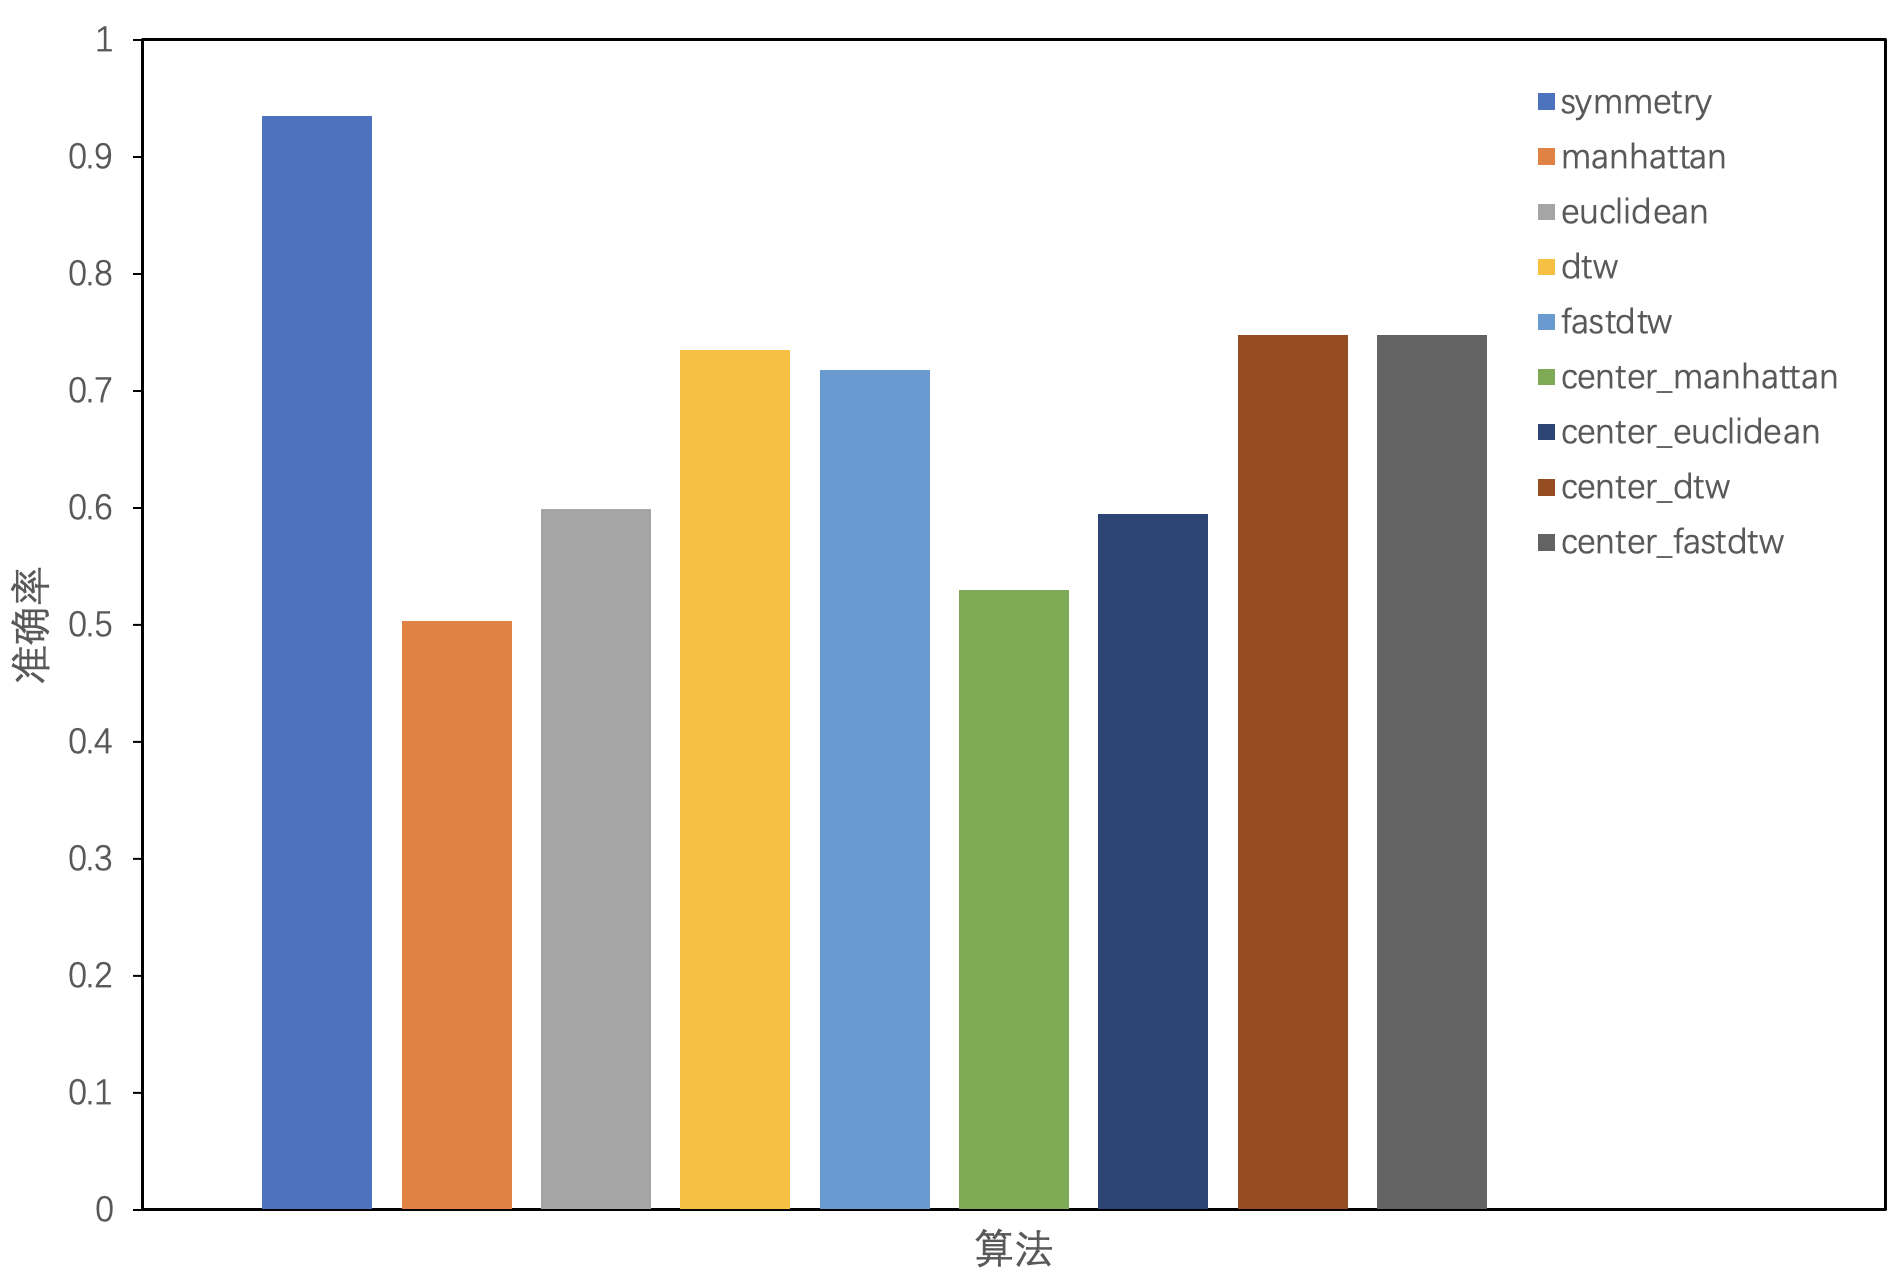 1
0.9
0.8
0.7
0.6
0.5
0.4
0.3
0.2
0.1
0
准确率
算法
symmetry
manhattan
euclidean
dtw
fastdtw
center_manhattan
center_euclidean
center_dtw
center_fastdtw